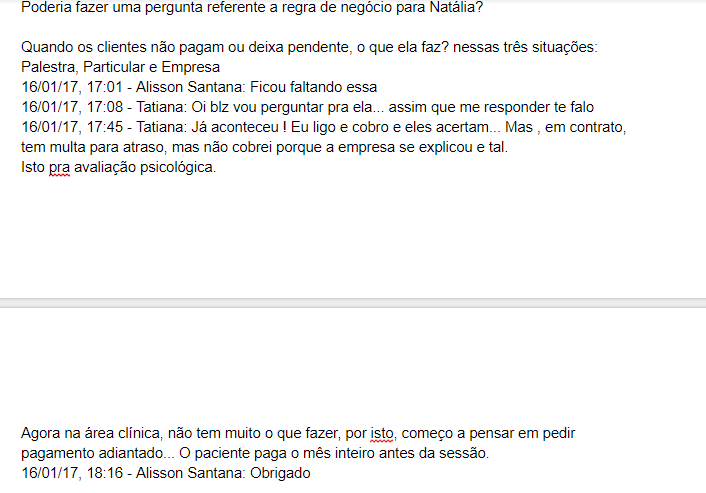 Poderia fazer uma pergunta referente a regra de negócio para Natália?
Quando os clientes não pagam ou deixa pendente, o que ela faz? nessas três situações:
Palestra, Particular e Empresa
16/01/17, 17:01 - Alisson Santana: Ficou faltando essa
16/01/17, 17:08 - Tatiana: Oi blz vou perguntar pra ela... assim que me responder te falo
16/01/17, 17:45 - Tatiana: Já aconteceu ! Eu ligo e cobro e eles acertam... Mas , em contrato,
tem multa para atraso, mas não cobrei porque a empresa se explicou e tal.
Isto pra avaliação psicológica.
Agora na área clínica, não tem muito o que fazer, por isto, começo a pensar em pedir
pagamento adiantado... O paciente paga o mês inteiro antes da sessão.
16/01/17, 18:16 - Alisson Santana: Obrigado